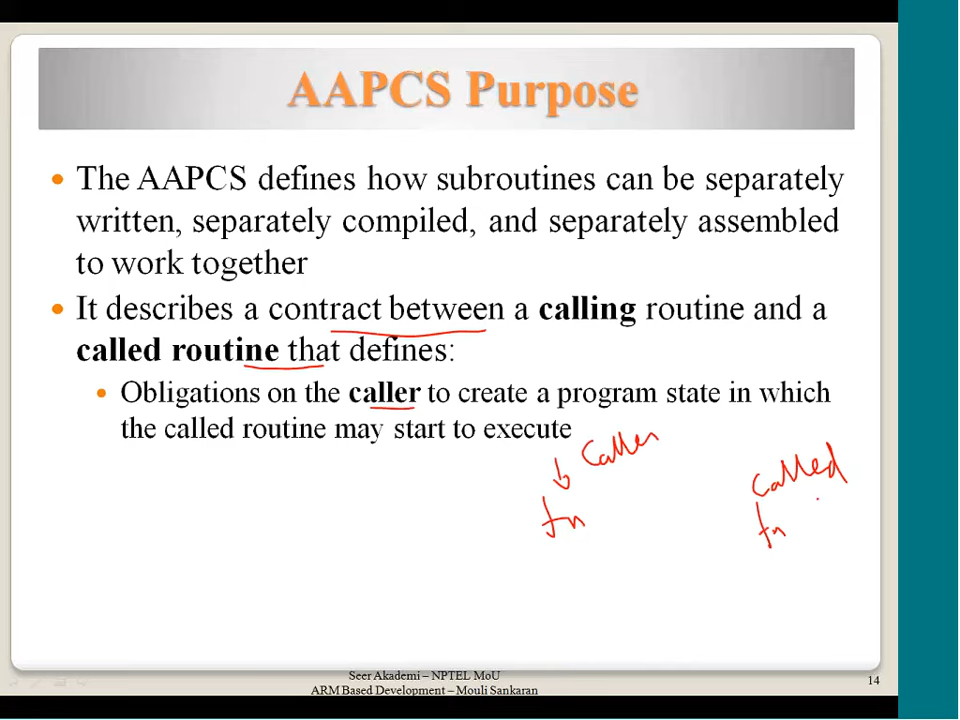 AAPCS Purpose
• The AAPCS defines how subroutines can be separately
written, separately compiled, and separately assembled
to work together
• It describes a contract between a calling routine and a
called routine that defines:
• Obligations on the caller to create a program state in which
the called routine may start to execute
Caller
fn
Called
fn
Seer Akademi – NPTEL MoU
ARM Based Development – Mouli Sankaran
14